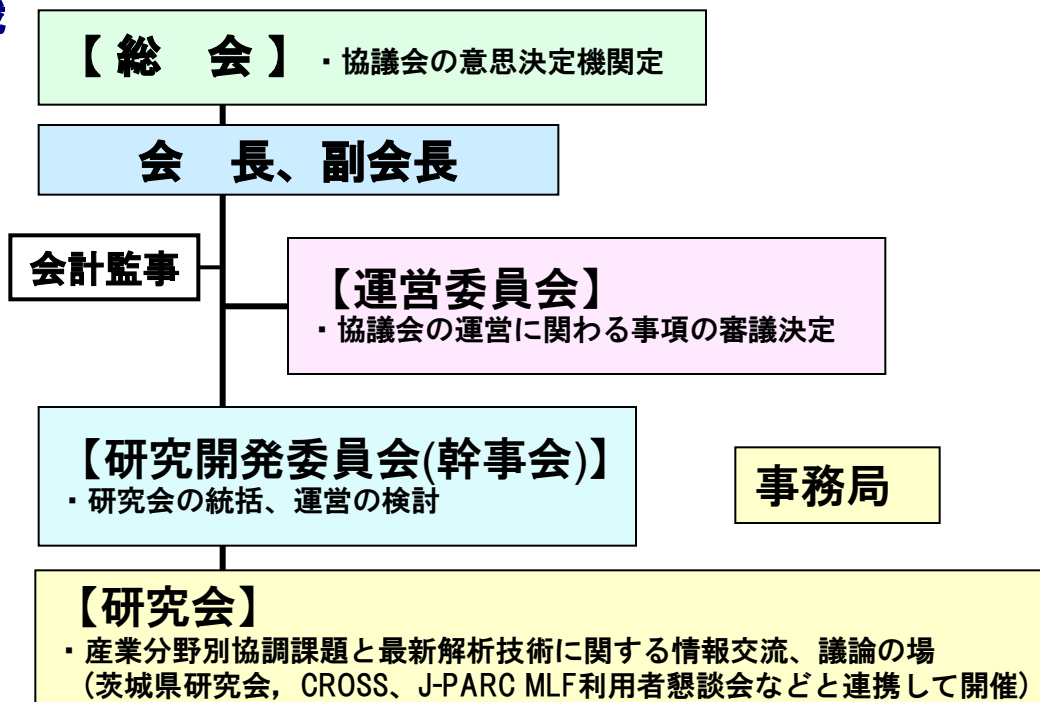 【 総　会 】 ・協議会の意思決定機関定
会　長、副会長
会計監事
【運営委員会】
・協議会の運営に関わる事項の審議決定
【研究開発委員会(幹事会)】
・研究会の統括、運営の検討
事務局
【研究会】
・産業分野別協調課題と最新解析技術に関する情報交流、議論の場
(茨城県研究会，CROSS、J-PARC MLF利用者懇談会などと連携して開催)